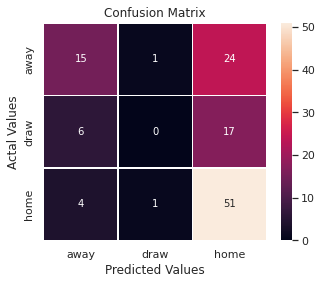 Confusion Matrix
Actal Values
away 15 1 24
draw 6 0 17
home 4 1 51
away draw home
Predicted Values
50
40
30
20
10
0